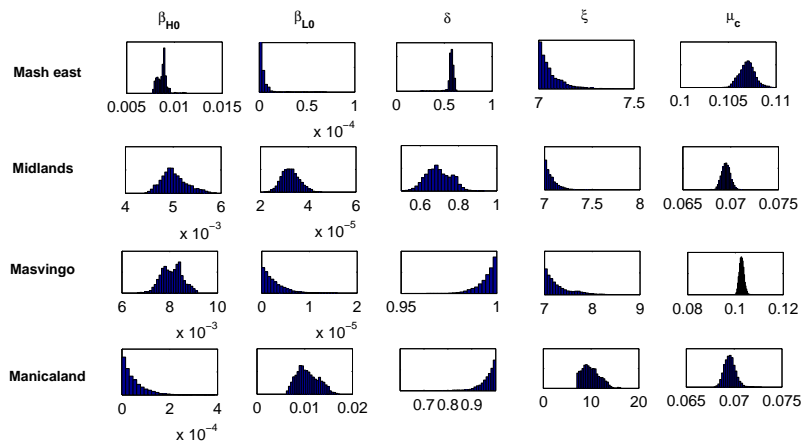 β_H0 β_L0 δ ξ μ_c
Mash east
0.005 0.01 0.015 0 0.5 1 0 0.5 1 7 7.5 0.1 0.105 0.11
x 10^-4
Midlands
4 5 6 2 4 6 0.6 0.8 1 7 7.5 8 0.065 0.07 0.075
x 10^-3 x 10^-5
Masvingo
6 8 10 0 1 2 0.95 1 7 8 9 0.08 0.1 0.12
x 10^-3 x 10^-5
Manicaland
0 2 4 0 0.01 0.02 0.7 0.8 0.9 0 10 20 0.065 0.07 0.075
x 10^-4